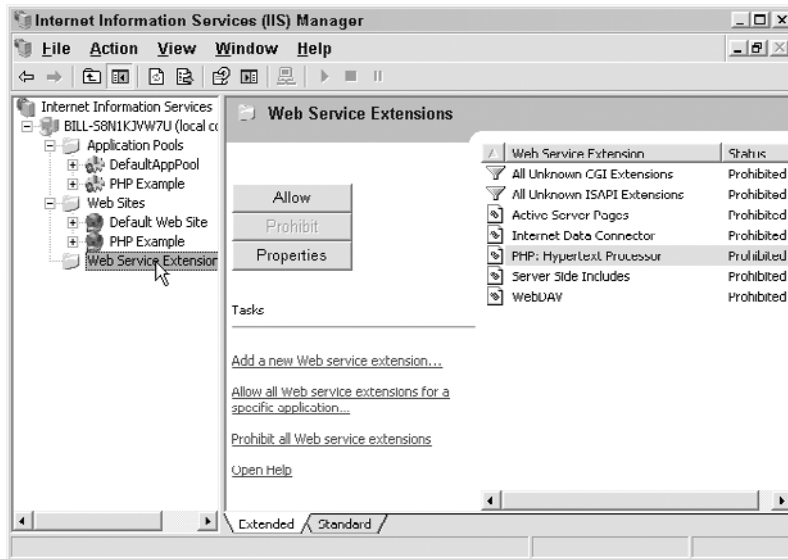 Internet Information Services (IIS) Manager
File Action View Window Help
Internet Information Services
BILL-S8N1KJVW7U (local co
Application Pools
DefaultAppPool
PHP Example
Web Sites
Default Web Site
PHP Example
Web Service Extension
Web Service Extensions
Allow
Prohibit
Properties
Tasks
Add a new Web service extension...
Allow all Web service extensions for a
specific application...
Prohibit all Web service extensions
Open Help
Web Service Extension Status
All Unknown CGI Extensions Prohibited
All Unknown ISAPI Extensions Prohibited
Active Server Pages Prohibited
Internet Data Connector Prohibited
PHP: Hypertext Processor Prohibited
Server Side Includes Prohibited
WebDAV Prohibited
Extended Standard